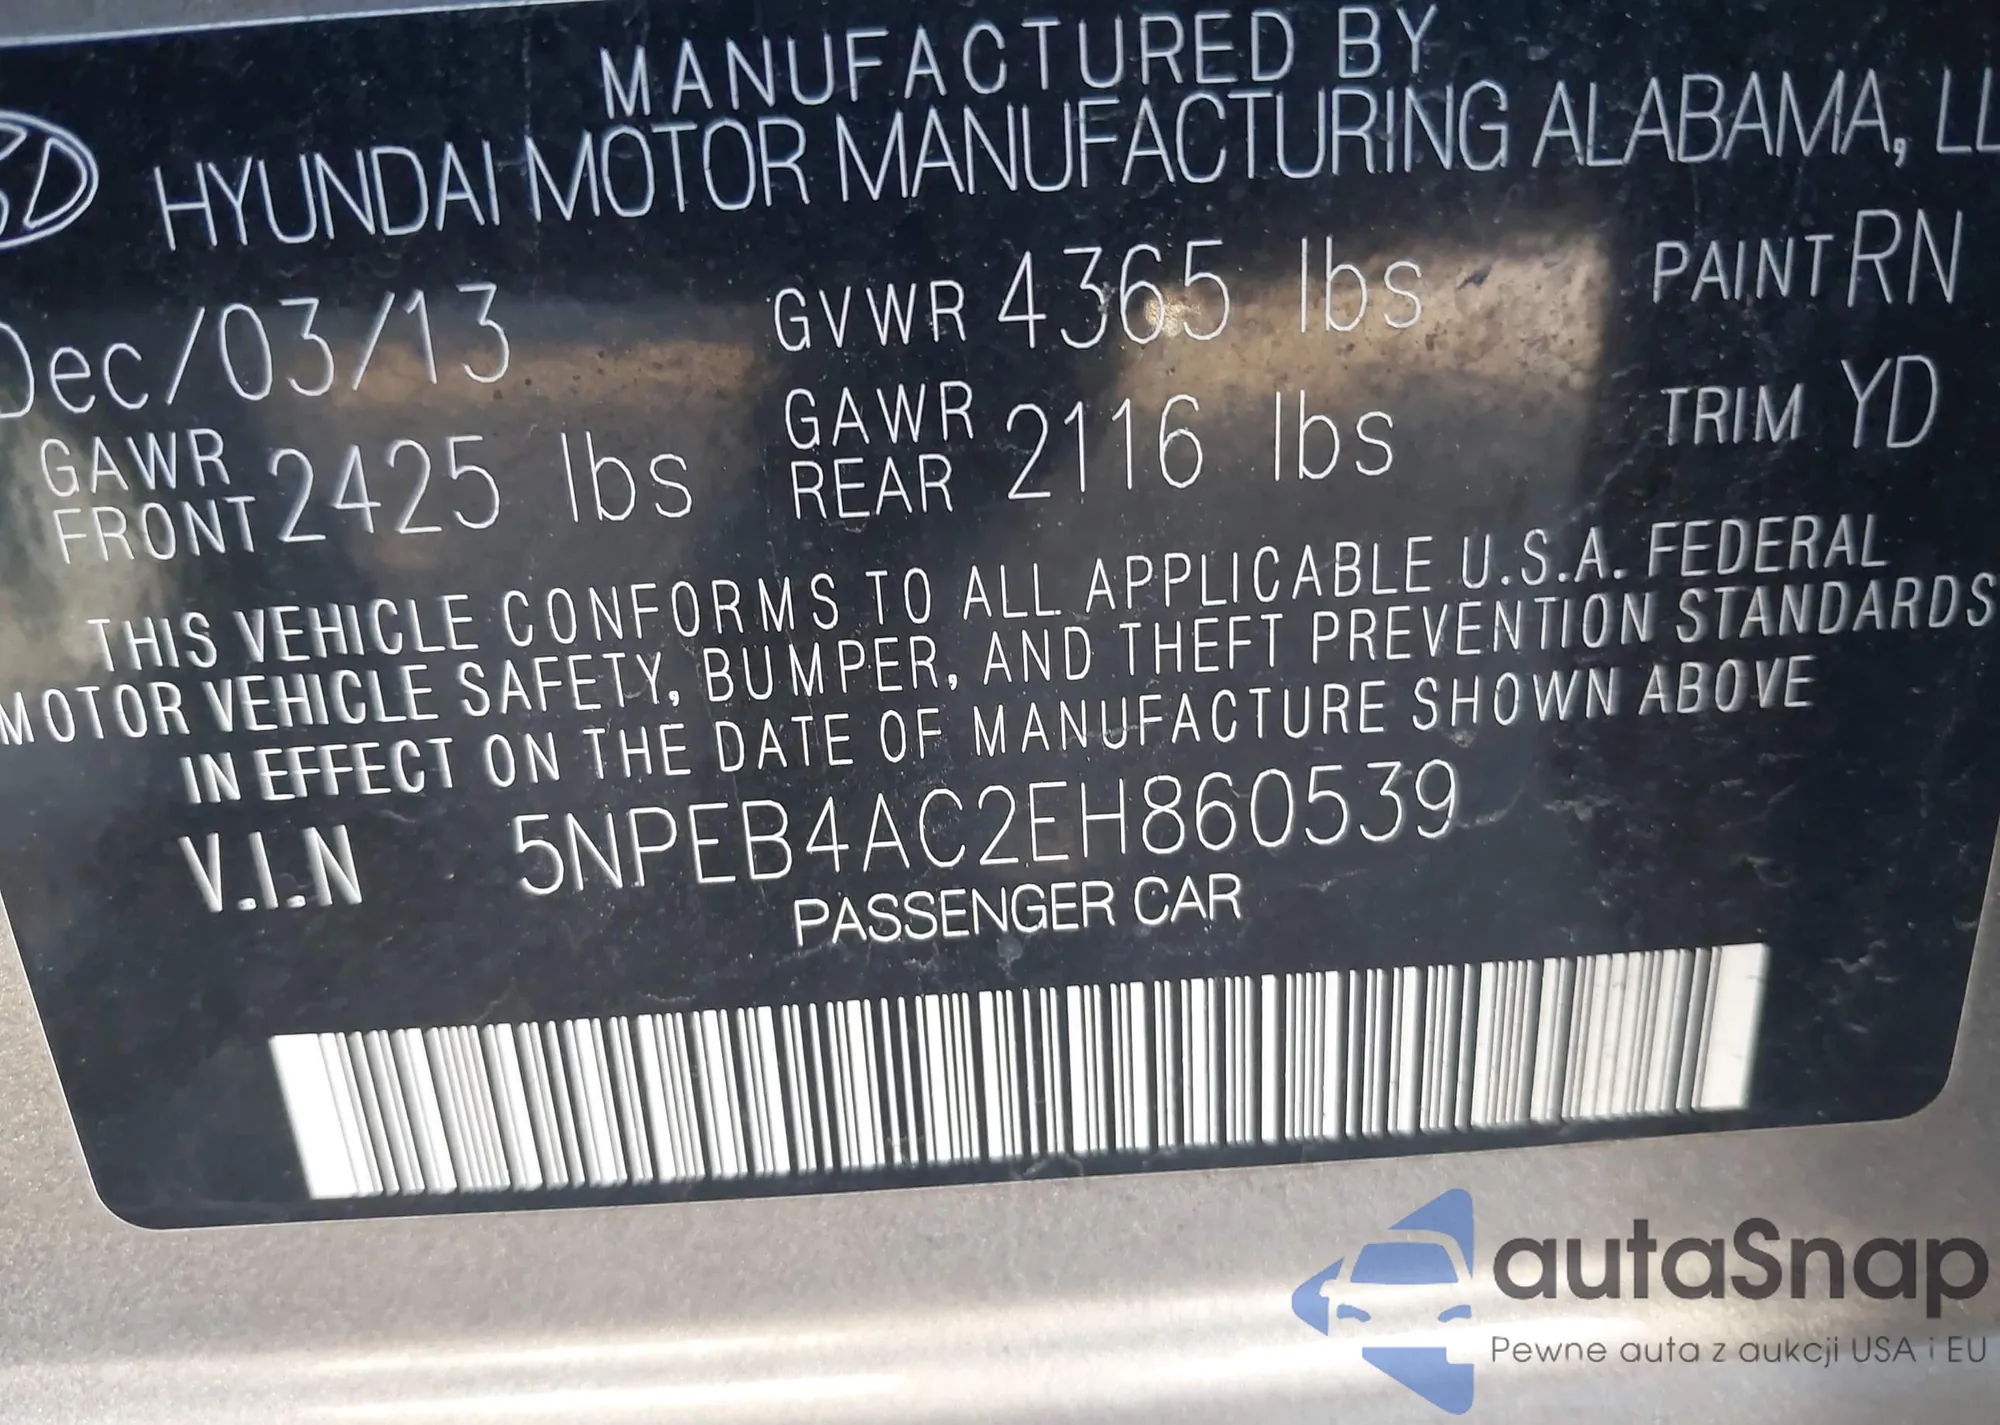 MANUFACTURED BY
HYUNDAI MOTOR MANUFACTURING ALABAMA, LL
Dec/03/13 GVWR 4365 lbs PAINT RN
GAWR FRONT 2425 lbs GAWR REAR 2116 lbs TRIM YD
THIS VEHICLE CONFORMS TO ALL APPLICABLE U.S.A. FEDERAL
MOTOR VEHICLE SAFETY, BUMPER, AND THEFT PREVENTION STANDARDS
IN EFFECT ON THE DATE OF MANUFACTURE SHOWN ABOVE
V.I.N 5NPEB4AC2EH860539
PASSENGER CAR
autaSnap
Pewne auta z aukcji USA i EU